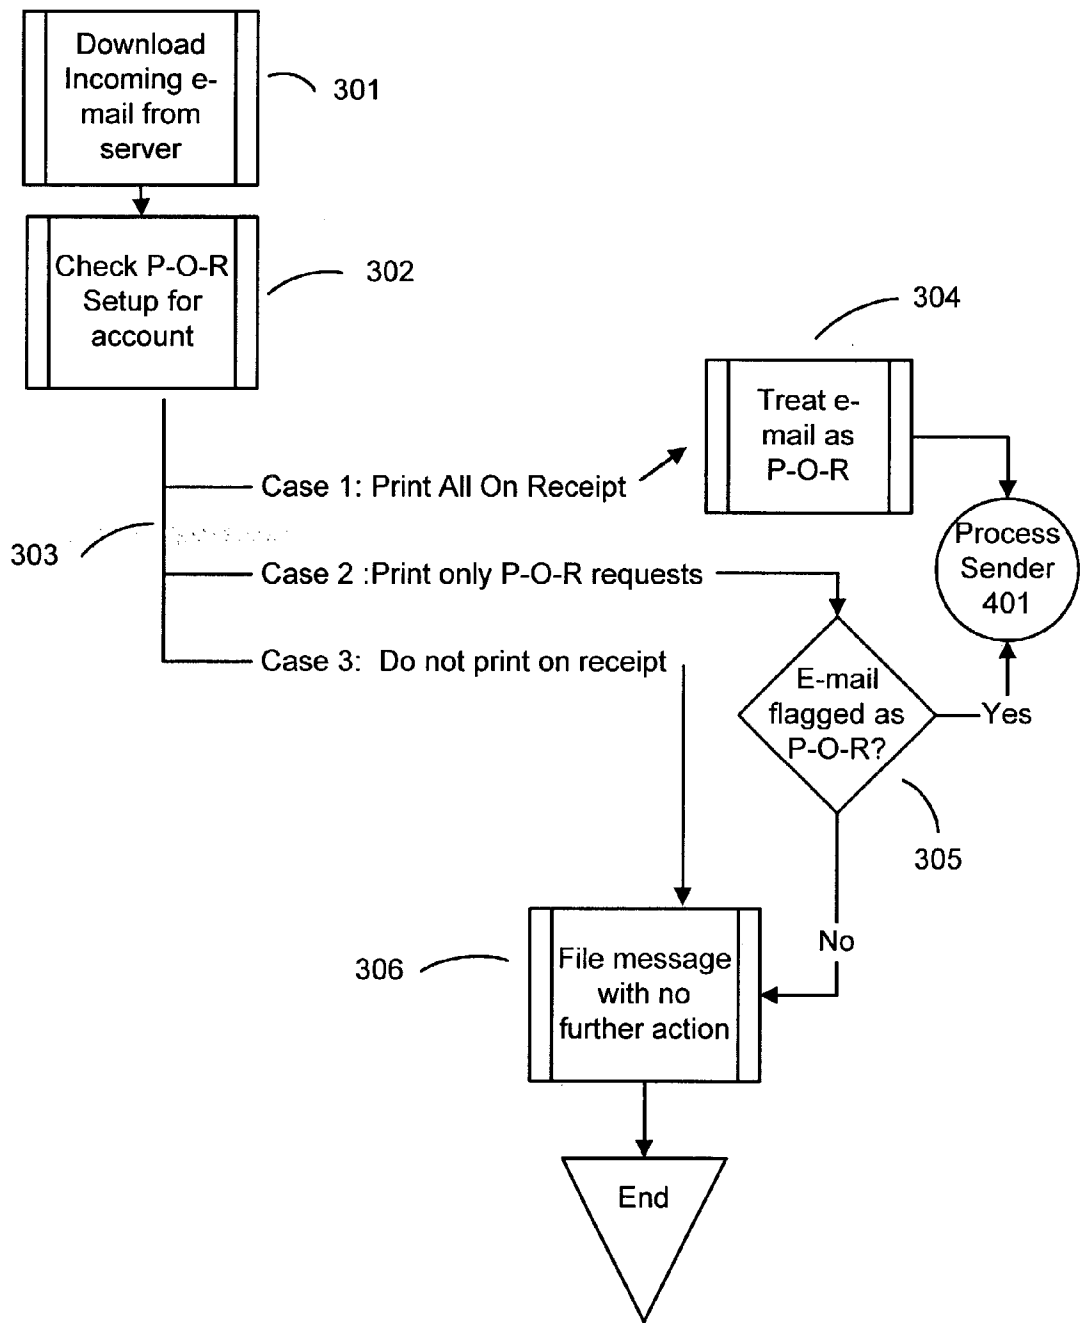 Download
Incoming e-
mail from
server
301
Check P-O-R
Setup for
account
302
303
Case 1: Print All On Receipt
304
Treat e-
mail as
P-O-R
Process
Sender
401
Case 2 :Print only P-O-R requests
Case 3:  Do not print on receipt
E-mail
flagged as
P-O-R?
Yes
305
No
306
File message
with no
further action
End